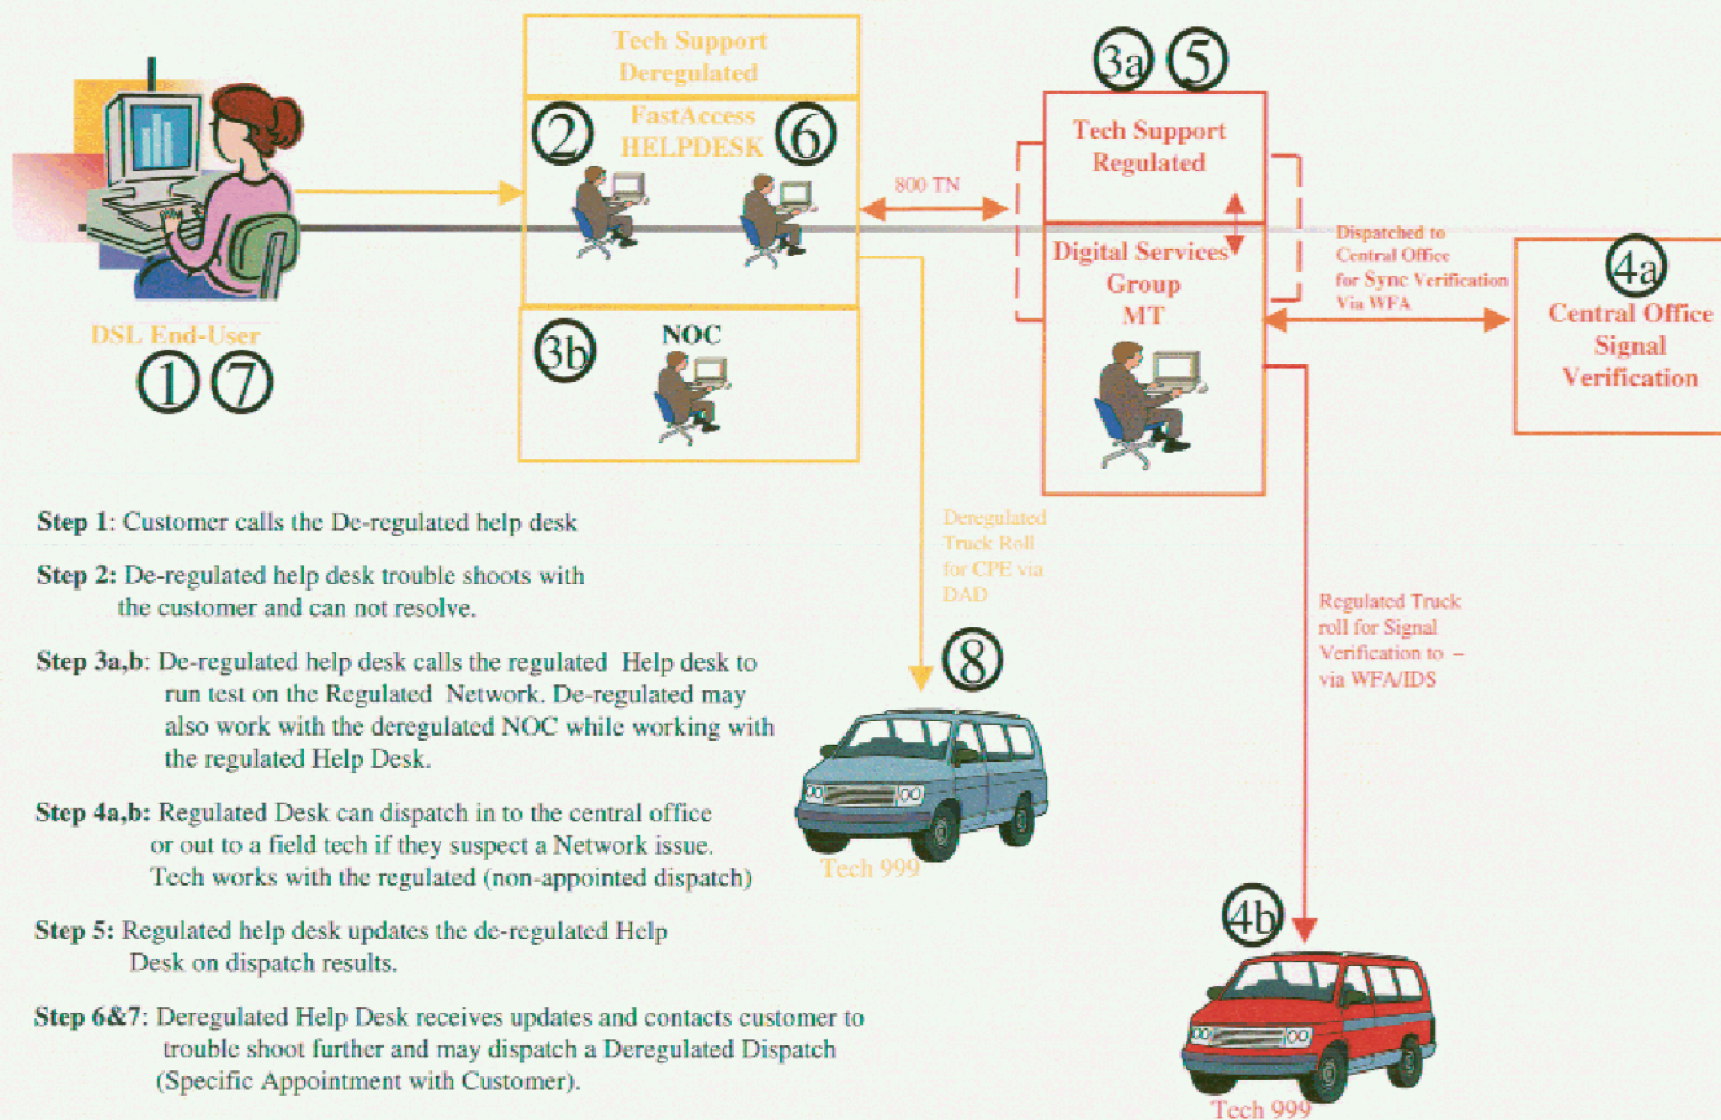 Tech Support
Deregulated
2
FastAccess
HELPDESK
6
DSL End-User
1 7
3b
NOC
800 TN
3a 5
Tech Support
Regulated
Digital Services
Group
MT
Dispatched to
Central Office
for Sync Verification
Via WFA
4a
Central Office
Signal
Verification
Deregulated
Truck Roll
for CPE via
DAD
8
Tech 999
Regulated Truck
roll for Signal
Verification to –
via WFA/IDS
4b
Tech 999
Step 1: Customer calls the De-regulated help desk
Step 2: De-regulated help desk trouble shoots with
the customer and can not resolve.
Step 3a,b: De-regulated help desk calls the regulated Help desk to
run test on the Regulated Network. De-regulated may
also work with the deregulated NOC while working with
the regulated Help Desk.
Step 4a,b: Regulated Desk can dispatch in to the central office
or out to a field tech if they suspect a Network issue.
Tech works with the regulated (non-appointed dispatch)
Step 5: Regulated help desk updates the de-regulated Help
Desk on dispatch results.
Step 6&7: Deregulated Help Desk receives updates and contacts customer to
trouble shoot further and may dispatch a Deregulated Dispatch
(Specific Appointment with Customer).